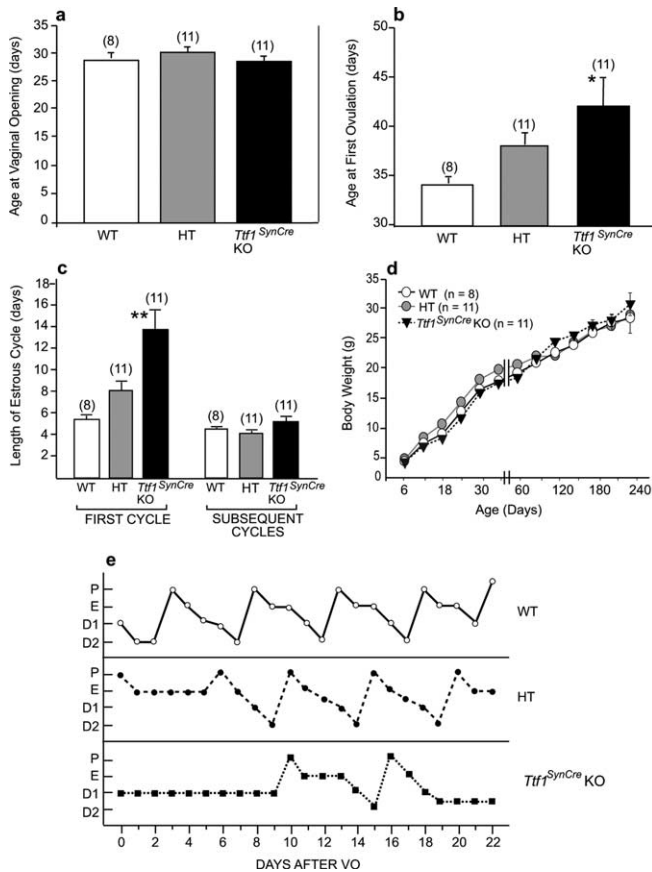 a
Age at Vaginal Opening (days)
35
30
25
20
15
10
5
0
(8)
(11)
(11)
WT
HT
Ttf1 SynCre
KO
b
Age at First Ovulation (days)
50
45
40
35
30
(8)
(11)
(11)
*
WT
HT
Ttf1 SynCre
KO
c
Length of Estrous Cycle (days)
18
16
14
12
10
8
6
4
2
(8)
(11)
(11)
**
(8)
(11)
(11)
WT
HT
Ttf1 SynCre
KO
WT
HT
Ttf1 SynCre
KO
FIRST CYCLE
SUBSEQUENT
CYCLES
d
WT (n = 8)
HT (n = 11)
Ttf1 SynCre KO (n = 11)
Body Weight (g)
35
30
25
20
15
10
5
0
6
18
30
60
120
180
240
Age (Days)
e
P
E
D1
D2
WT
P
E
D1
D2
HT
P
E
D1
D2
Ttf1 SynCre KO
0 2 4 6 8 10 12 14 16 18 20 22
DAYS AFTER VO